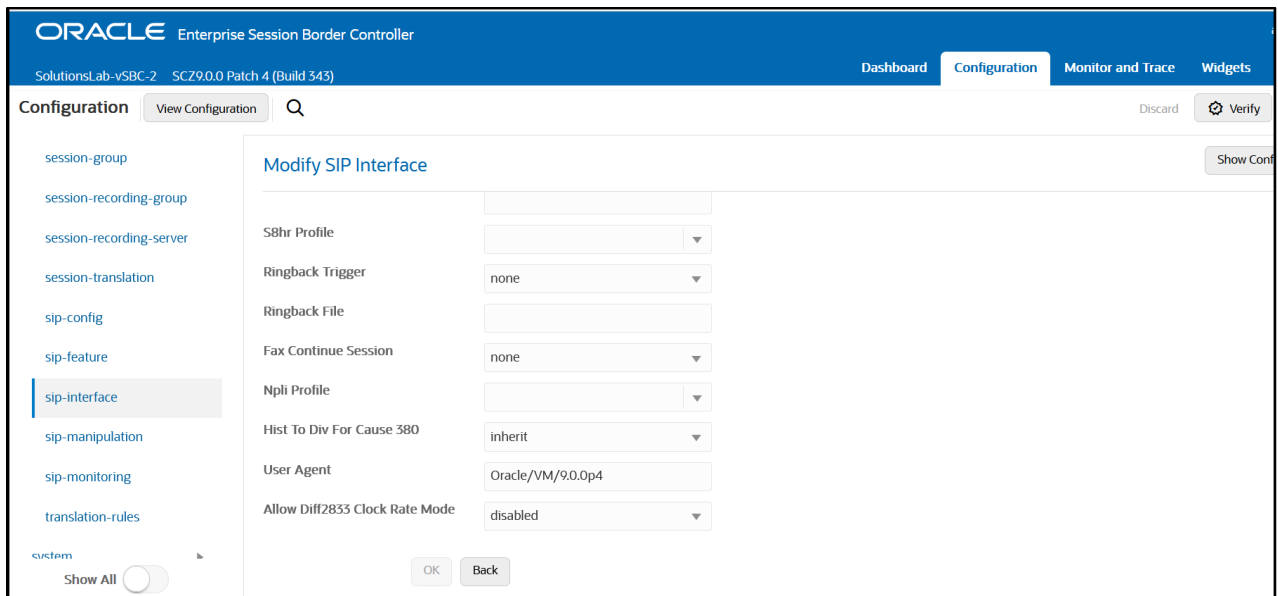 ORACLE Enterprise Session Border Controller
SolutionsLab-vSBC-2 SCZ9.0.0 Patch 4 (Build 343)
Dashboard Configuration Monitor and Trace Widgets
Configuration View Configuration Discard Verify
session-group
session-recording-group
session-recording-server
session-translation
sip-config
sip-feature
sip-interface
sip-manipulation
sip-monitoring
translation-rules
system
Show All
Modify SIP Interface Show Conf
S8hr Profile
Ringback Trigger none
Ringback File
Fax Continue Session none
Npli Profile
Hist To Div For Cause 380 inherit
User Agent Oracle/VM/9.0.0p4
Allow Diff2833 Clock Rate Mode disabled
OK Back